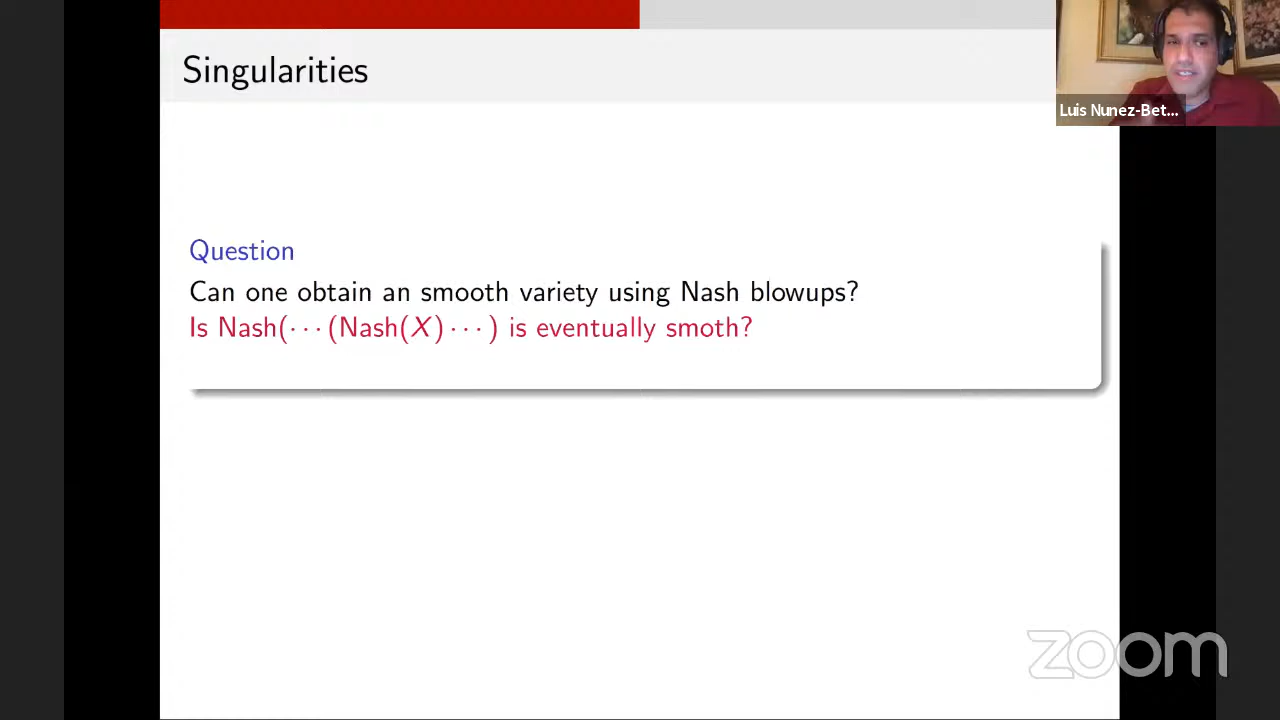 Singularities
Luis Nunez-Bet...
Question
Can one obtain an smooth variety using Nash blowups?
Is Nash(···(Nash(X)···) is eventually smoth?
zoom